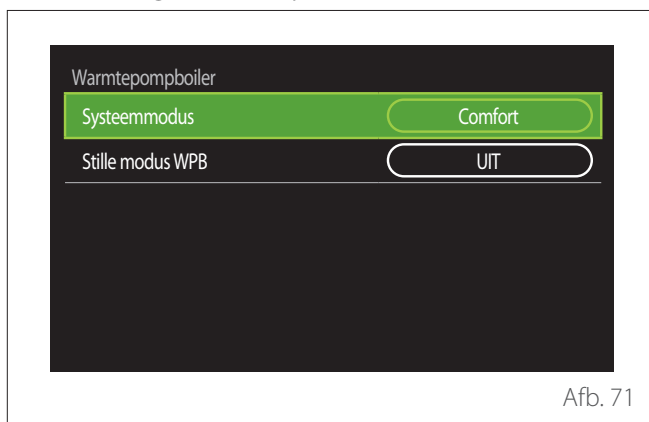 Warmtepompboiler
Systeemmodus Comfort
Stille modus WPB UIT
Afb. 71